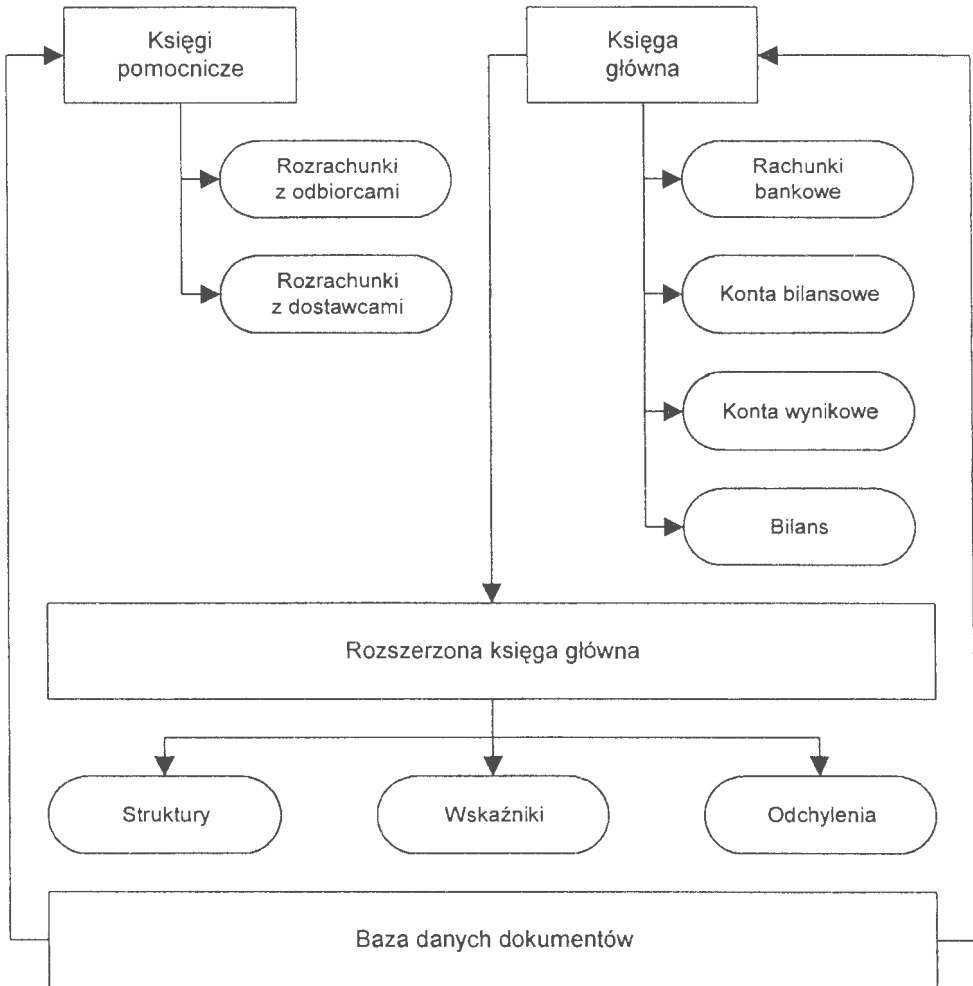 Księgi
pomocnicze
Księga
główna
Rozrachunki
z odbiorcami
Rozrachunki
z dostawcami
Rachunki
bankowe
Konta bilansowe
Konta wynikowe
Bilans
Rozszerzona księga główna
Struktury
Wskaźniki
Odchylenia
Baza danych dokumentów